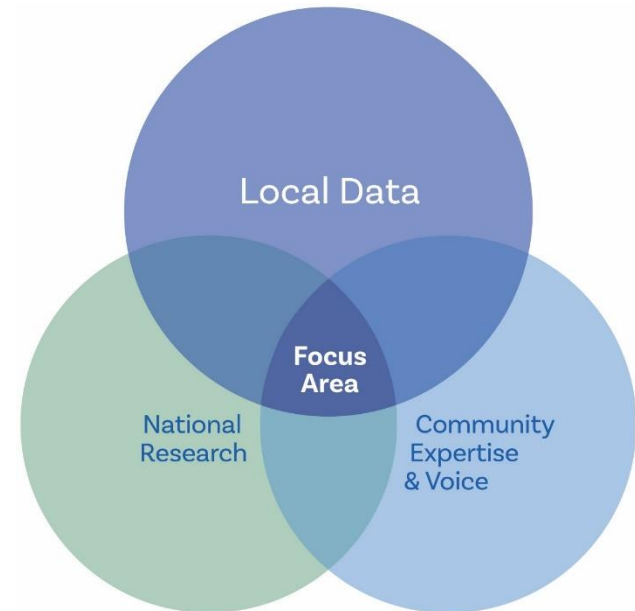 Local Data
Focus
Area
National
Research
Community
Expertise
& Voice